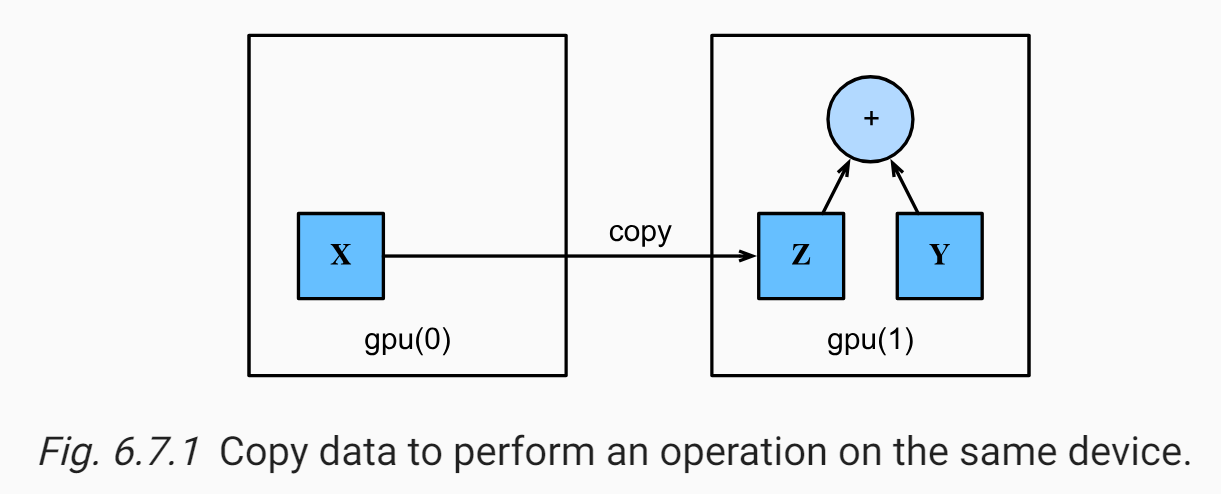 +
copy
X
Z
Y
gpu(0)
gpu(1)
Fig. 6.7.1 Copy data to perform an operation on the same device.